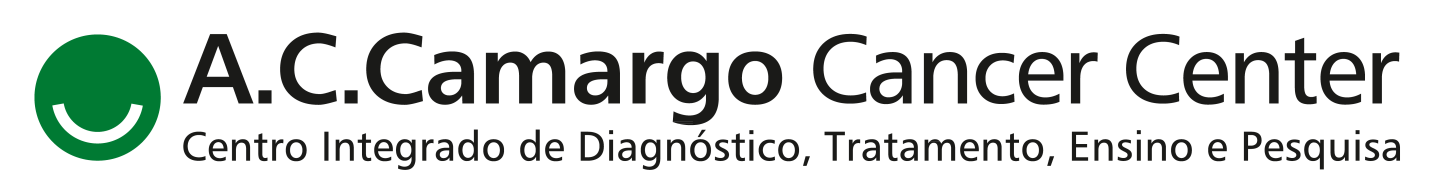 A.C.Camargo Cancer Center
Centro Integrado de Diagnóstico, Tratamento, Ensino e Pesquisa